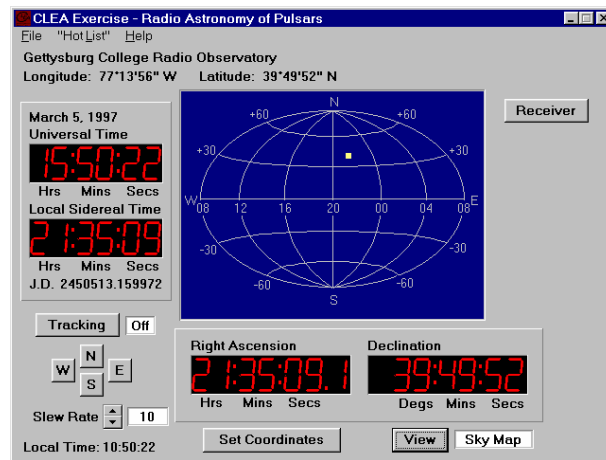 CLEA Exercise - Radio Astronomy of Pulsars
File "Hot List" Help
Gettysburg College Radio Observatory
Longitude: 77°13'56" W Latitude: 39°49'52" N
March 5, 1997
Universal Time
15:50:22
Hrs Mins Secs
Local Sidereal Time
21:35:09
Hrs Mins Secs
J.D. 2450513.159972
N
+60 +60
+30 +30
W 08 12 16 20 00 04 08 E
-30 -30
-60 -60
S
Receiver
Tracking Off
N
W E
S
Slew Rate 10
Local Time: 10:50:22
Right Ascension
21:35:09.1
Hrs Mins Secs
Declination
39:49:52
Degs Mins Secs
Set Coordinates
View Sky Map